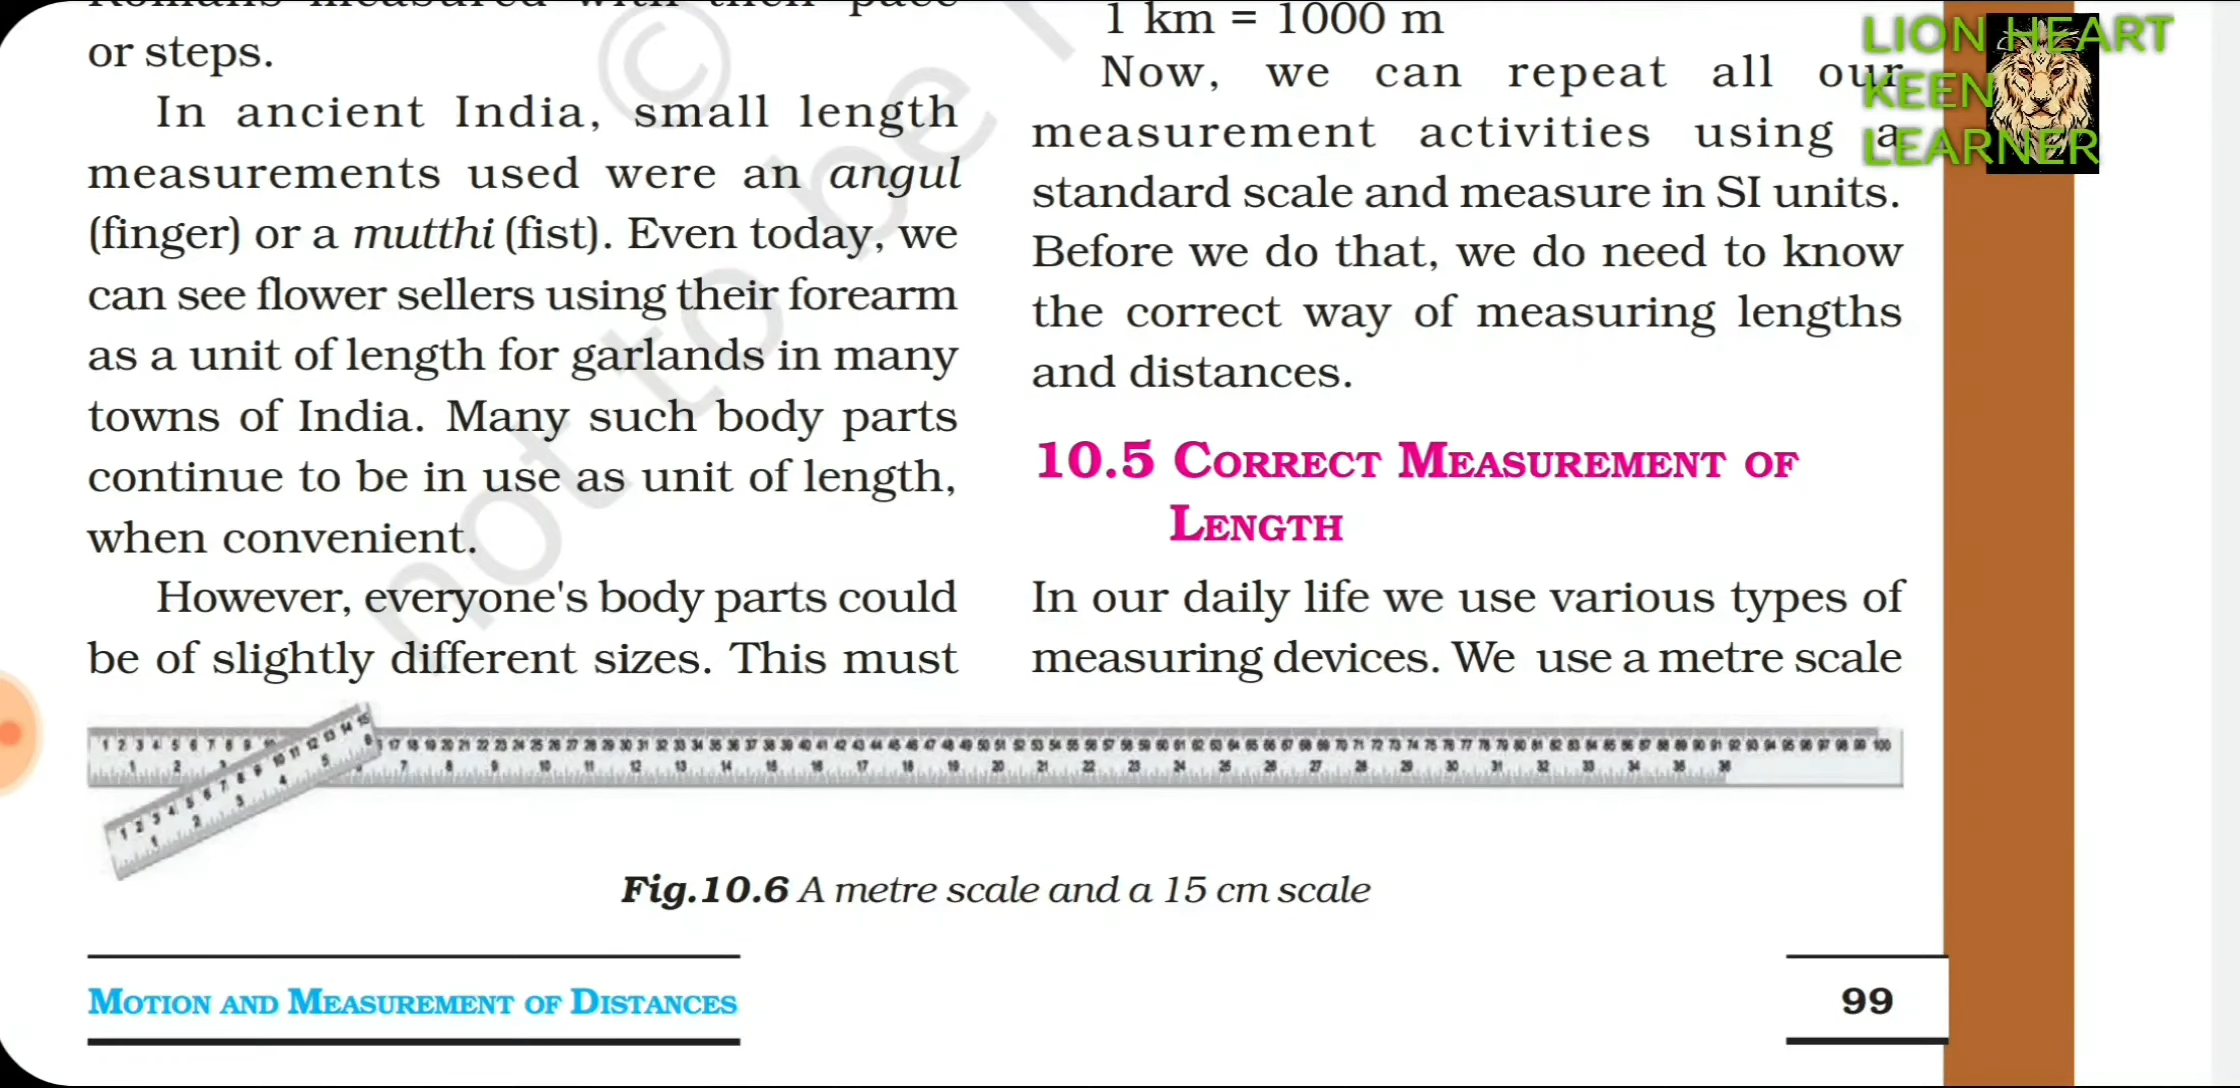 or steps.
In ancient India, small length
measurements used were an angul
(finger) or a mutthi (fist). Even today, we
can see flower sellers using their forearm
as a unit of length for garlands in many
towns of India. Many such body parts
continue to be in use as unit of length,
when convenient.
However, everyone's body parts could
be of slightly different sizes. This must
1 km = 1000 m
Now, we can repeat all our
measurement activities using a
standard scale and measure in SI units.
Before we do that, we do need to know
the correct way of measuring lengths
and distances.
10.5 CORRECT MEASUREMENT OF
LENGTH
In our daily life we use various types of
measuring devices. We use a metre scale
Fig.10.6 A metre scale and a 15 cm scale
MOTION AND MEASUREMENT OF DISTANCES
99
LION HEART
KEEN
LEARNER
© not to be